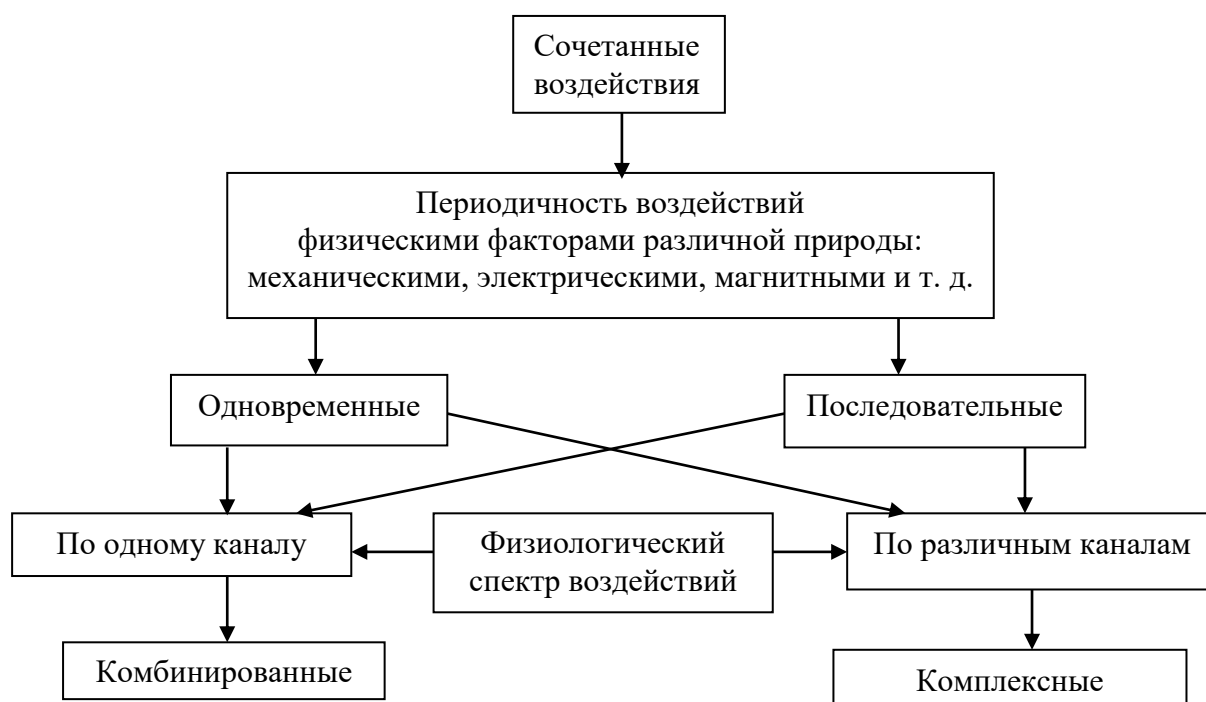 Сочетанные
воздействия
Периодичность воздействий
физическими факторами различной природы:
механическими, электрическими, магнитными и т. д.
Одновременные
Последовательные
По одному каналу
Физиологический
спектр воздействий
По различным каналам
Комбинированные
Комплексные